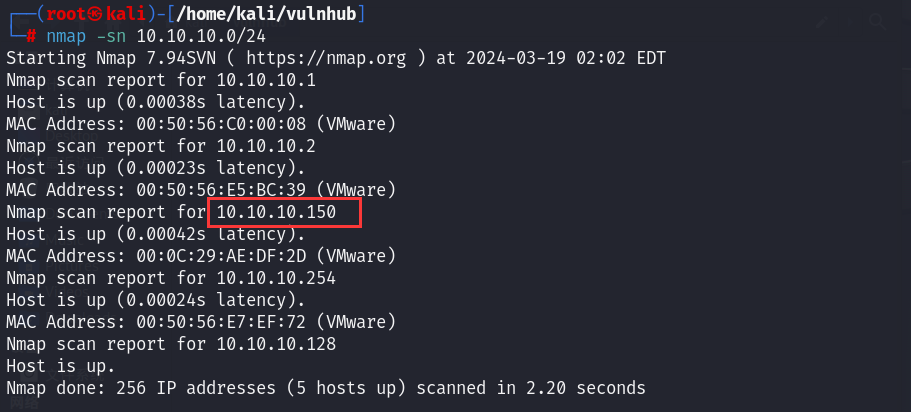 ┌──(root㉿kali)-[/home/kali/vulnhub]
└─# nmap -sn 10.10.10.0/24
Starting Nmap 7.94SVN ( https://nmap.org ) at 2024-03-19 02:02 EDT
Nmap scan report for 10.10.10.1
Host is up (0.00038s latency).
MAC Address: 00:50:56:C0:00:08 (VMware)
Nmap scan report for 10.10.10.2
Host is up (0.00023s latency).
MAC Address: 00:50:56:E5:BC:39 (VMware)
Nmap scan report for 10.10.10.150
Host is up (0.00042s latency).
MAC Address: 00:0C:29:AE:DF:2D (VMware)
Nmap scan report for 10.10.10.254
Host is up (0.00024s latency).
MAC Address: 00:50:56:E7:EF:72 (VMware)
Nmap scan report for 10.10.10.128
Host is up.
Nmap done: 256 IP addresses (5 hosts up) scanned in 2.20 seconds